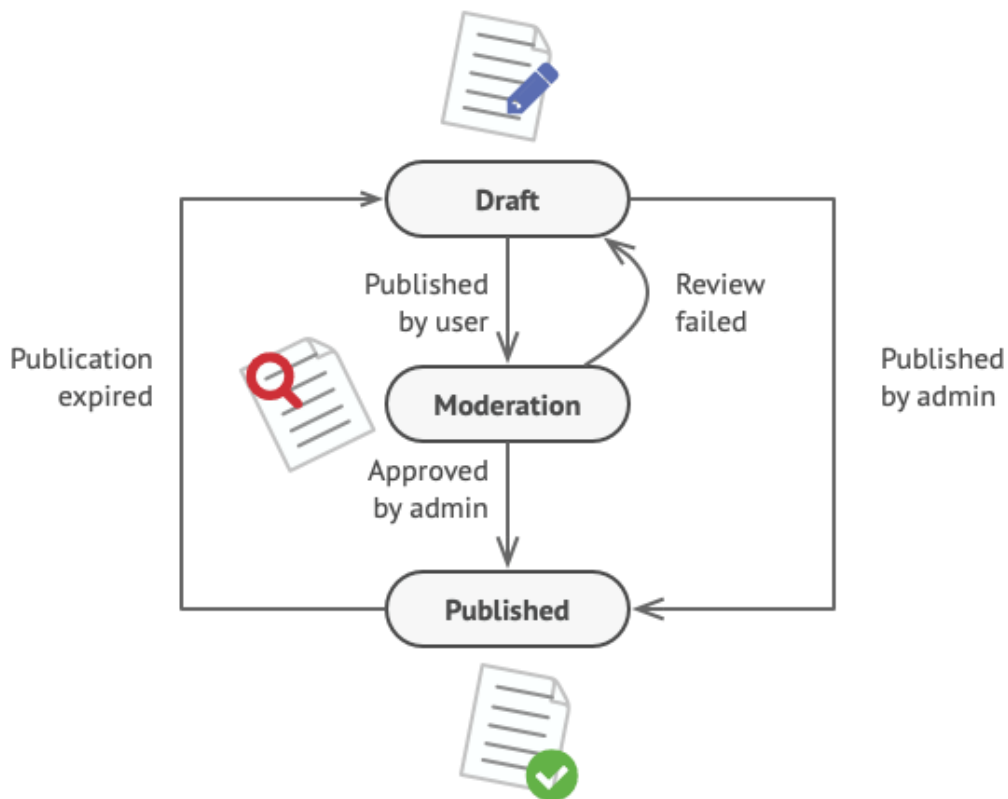 Draft
Published
by user
Review
failed
Publication
expired
Published
by admin
Moderation
Approved
by admin
Published